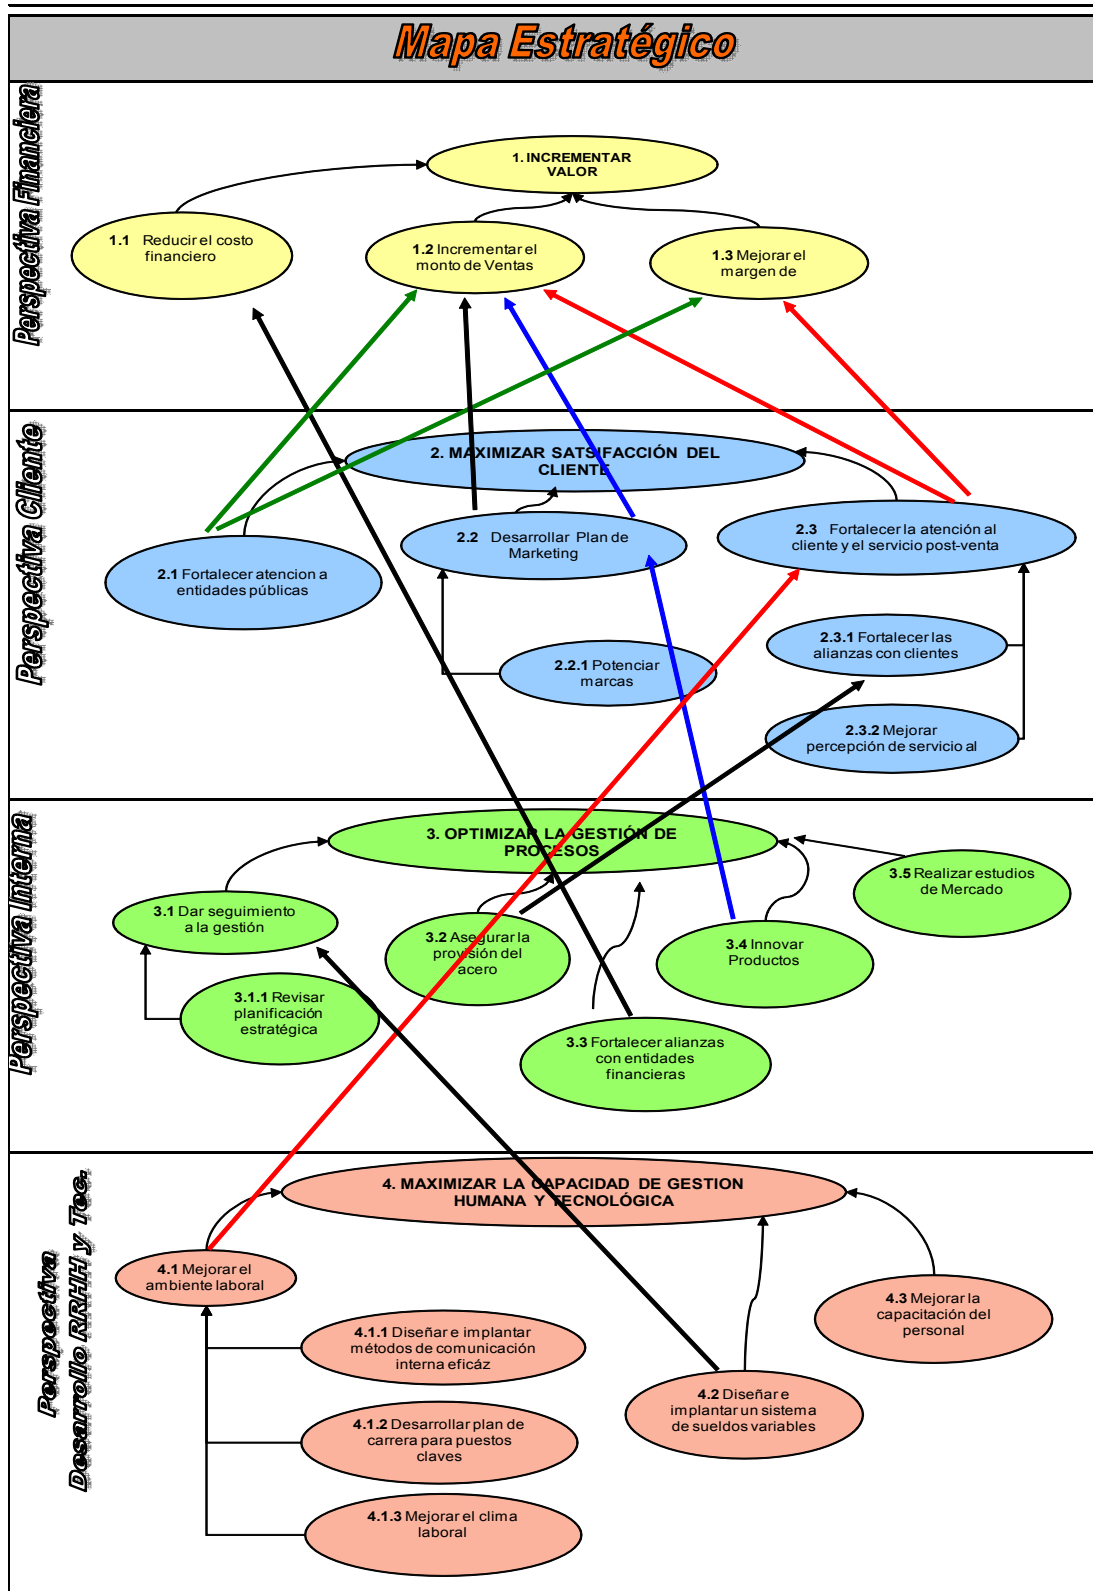 Mapa Estratégico
Perspectiva Financiera
1. INCREMENTAR
VALOR
1.1 Reducir el costo
financiero
1.2 Incrementar el
monto de Ventas
1.3 Mejorar el
margen de
Perspectiva Cliente
2. MAXIMIZAR SATSIFACCIÓN DEL
CLIENTE
2.1 Fortalecer atencion a
entidades públicas
2.2 Desarrollar Plan de
Marketing
2.3 Fortalecer la atención al
cliente y el servicio post-venta
2.2.1 Potenciar
marcas
2.3.1 Fortalecer las
alianzas con clientes
2.3.2 Mejorar
percepción de servicio al
Perspectiva Interna
3. OPTIMIZAR LA GESTIÓN DE
PROCESOS
3.1 Dar seguimiento
a la gestión
3.2 Asegurar la
provisión del
acero
3.4 Innovar
Productos
3.5 Realizar estudios
de Mercado
3.1.1 Revisar
planificación
estratégica
3.3 Fortalecer alianzas
con entidades
financieras
Perspectiva
Desarrollo RRHH y Tec.
4. MAXIMIZAR LA CAPACIDAD DE GESTION
HUMANA Y TECNOLÓGICA
4.1 Mejorar el
ambiente laboral
4.3 Mejorar la
capacitación del
personal
4.1.1 Diseñar e implantar
métodos de comunicación
interna eficáz
4.2 Diseñar e
implantar un sistema
de sueldos variables
4.1.2 Desarrollar plan de
carrera para puestos
claves
4.1.3 Mejorar el clima
laboral